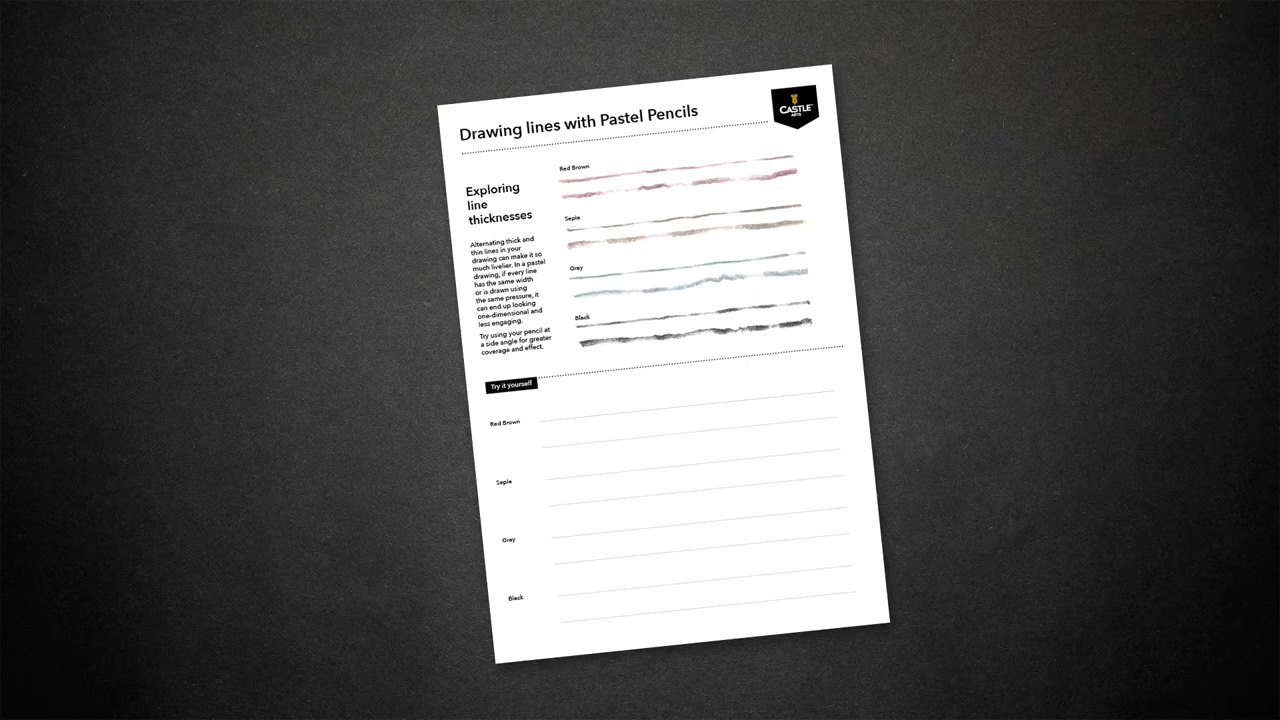 Drawing lines with Pastel Pencils
CASTLE
ARTS
Exploring
line
thicknesses
Alternating thick and
thin lines in your
drawing can make it so
much livelier. In a pastel
drawing, if every line
has the same width
or is drawn using
the same pressure, it
can end up looking
one-dimensional and
less engaging.
Try using your pencil at
a side angle for greater
coverage and effect.
Red Brown
Sepia
Grey
Black
Try it yourself
Red Brown
Sepia
Grey
Black